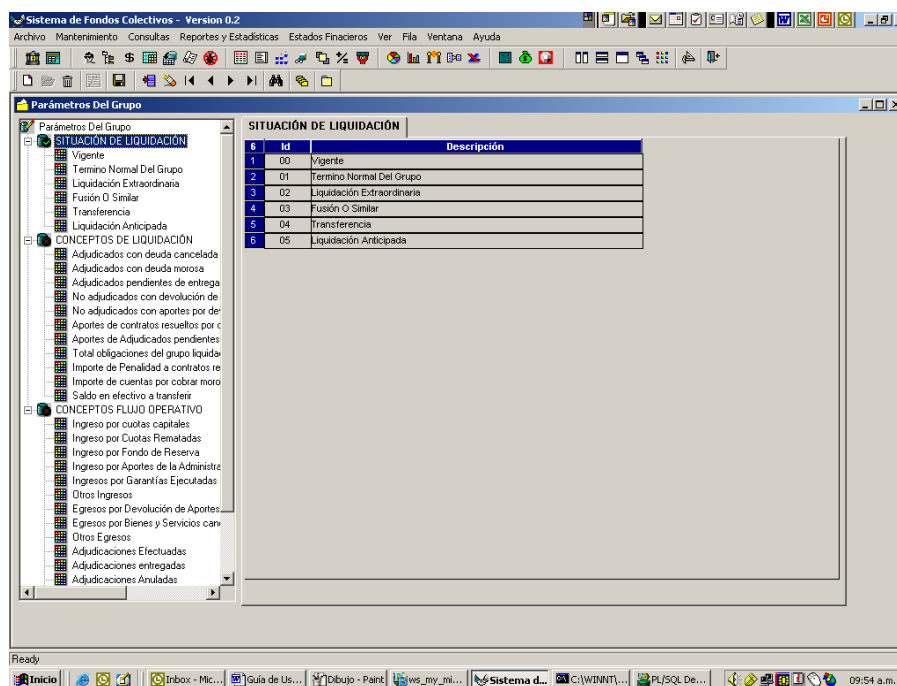 Sistema de Fondos Colectivos - Version 0.2
Archivo Mantenimiento Consultas Reportes y Estadísticas Estados Finacieros Ver Fila Ventana Ayuda
Parámetros Del Grupo
Parámetros Del Grupo
SITUACIÓN DE LIQUIDACIÓN
Vigente
Termino Normal Del Grupo
Liquidación Extraordinaria
Fusión O Similar
Transferencia
Liquidación Anticipada
CONCEPTOS DE LIQUIDACIÓN
Adjudicados con deuda cancelada
Adjudicados con deuda morosa
Adjudicados pendientes de entrega
No adjudicados con devolución de
No adjudicados con aportes por de
Aportes de contratos resueltos por
Aportes de Adjudicados pendientes
Total obligaciones del grupo liquida
Importe de Penalidad a contratos re
Importe de cuentas por cobrar moro
Saldo en efectivo a transferir
CONCEPTOS FLUJO OPERATIVO
Ingreso por cuotas capitales
Ingreso por Cuotas Rematadas
Ingreso por Fondo de Reserva
Ingreso por Aportes de la Administra
Ingresos por Garantías Ejecutadas
Otros Ingresos
Egresos por Devolución de Aportes
Egresos por Bienes y Servicios can
Otros Egresos
Adjudicaciones Efectuadas
Adjudicaciones entregadas
Adjudicaciones Anuladas
SITUACIÓN DE LIQUIDACIÓN
6 Id Descripción
1 00 Vigente
2 01 Termino Normal Del Grupo
3 02 Liquidación Extraordinaria
4 03 Fusión O Similar
5 04 Transferencia
6 05 Liquidación Anticipada
Ready
Inicio Inbox - Mic... Guía de Us... Dibujo - Paint ws_my_mi... Sistema d... C:\WINNT\... PL/SQL De... 09:54 a.m.